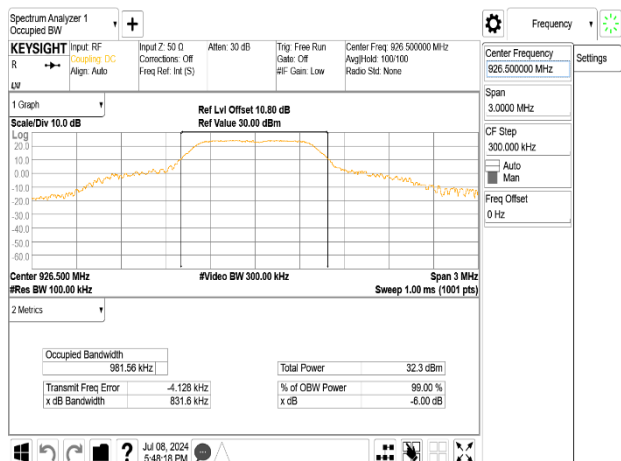 Spectrum Analyzer 1
Occupied BW
Frequency
KEYSIGHT
R
LXI
Input: RF
Coupling: DC
Align: Auto
Input Z: 50 Ω
Corrections: Off
Freq Ref: Int (S)
Atten: 30 dB
Trig: Free Run
Gate: Off
#IF Gain: Low
Center Freq: 926.500000 MHz
Avg|Hold: 100/100
Radio Std: None
Center Frequency
926.500000 MHz
Settings
Span
3.0000 MHz
CF Step
300.000 kHz
Auto
Man
Freq Offset
0 Hz
1 Graph
Scale/Div 10.0 dB
Ref Lvl Offset 10.80 dB
Ref Value 30.00 dBm
Log
20.0
10.0
0.00
-10.0
-20.0
-30.0
-40.0
-50.0
-60.0
Center 926.500 MHz
#Res BW 100.00 kHz
#Video BW 300.00 kHz
Span 3 MHz
Sweep 1.00 ms (1001 pts)
2 Metrics
Occupied Bandwidth
981.56 kHz
Transmit Freq Error -4.128 kHz
x dB Bandwidth 831.6 kHz
Total Power 32.3 dBm
% of OBW Power 99.00 %
x dB -6.00 dB
?
Jul 08, 2024
5:48:18 PM